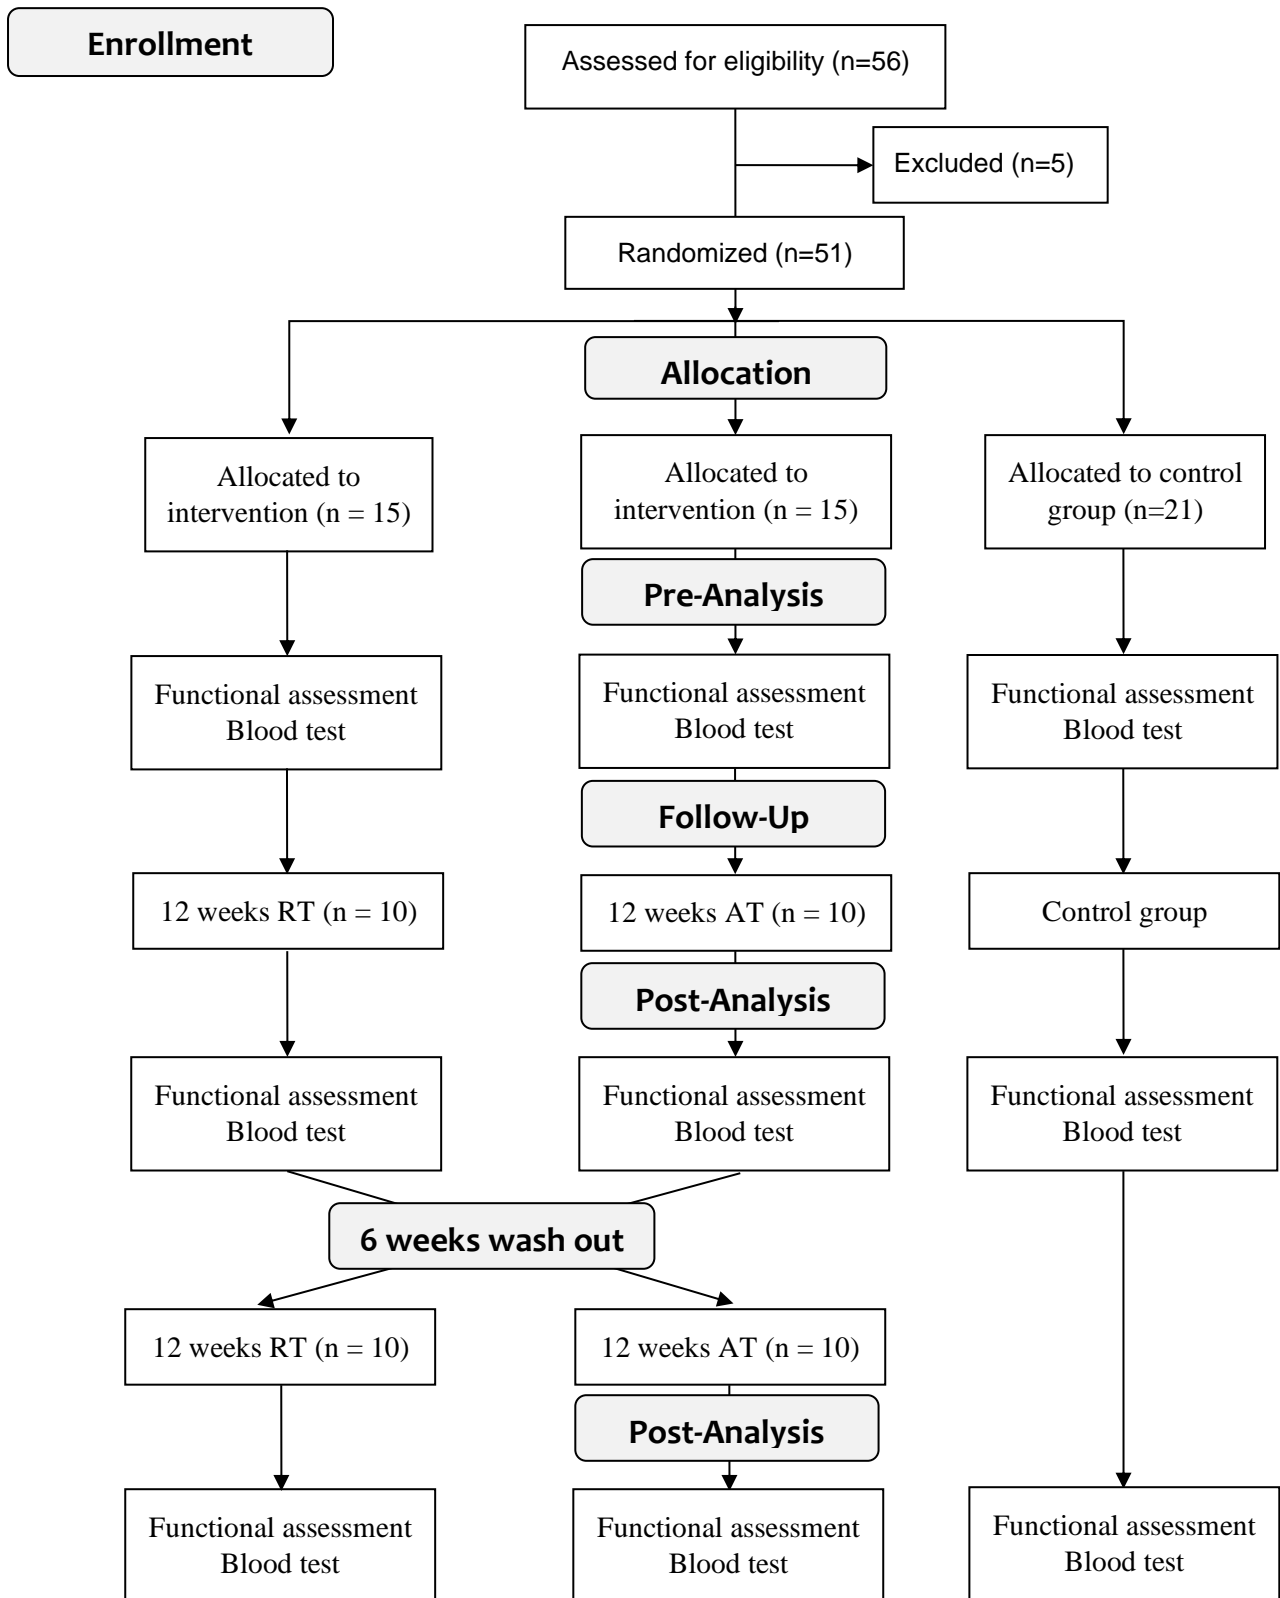 Enrollment
Assessed for eligibility (n=56)
Excluded (n=5)
Randomized (n=51)
Allocation
Allocated to
intervention (n = 15)
Allocated to
intervention (n = 15)
Allocated to control
group (n=21)
Pre-Analysis
Functional assessment
Blood test
Functional assessment
Blood test
Functional assessment
Blood test
Follow-Up
12 weeks RT (n = 10)
12 weeks AT (n = 10)
Control group
Post-Analysis
Functional assessment
Blood test
Functional assessment
Blood test
Functional assessment
Blood test
6 weeks wash out
12 weeks RT (n = 10)
12 weeks AT (n = 10)
Post-Analysis
Functional assessment
Blood test
Functional assessment
Blood test
Functional assessment
Blood test